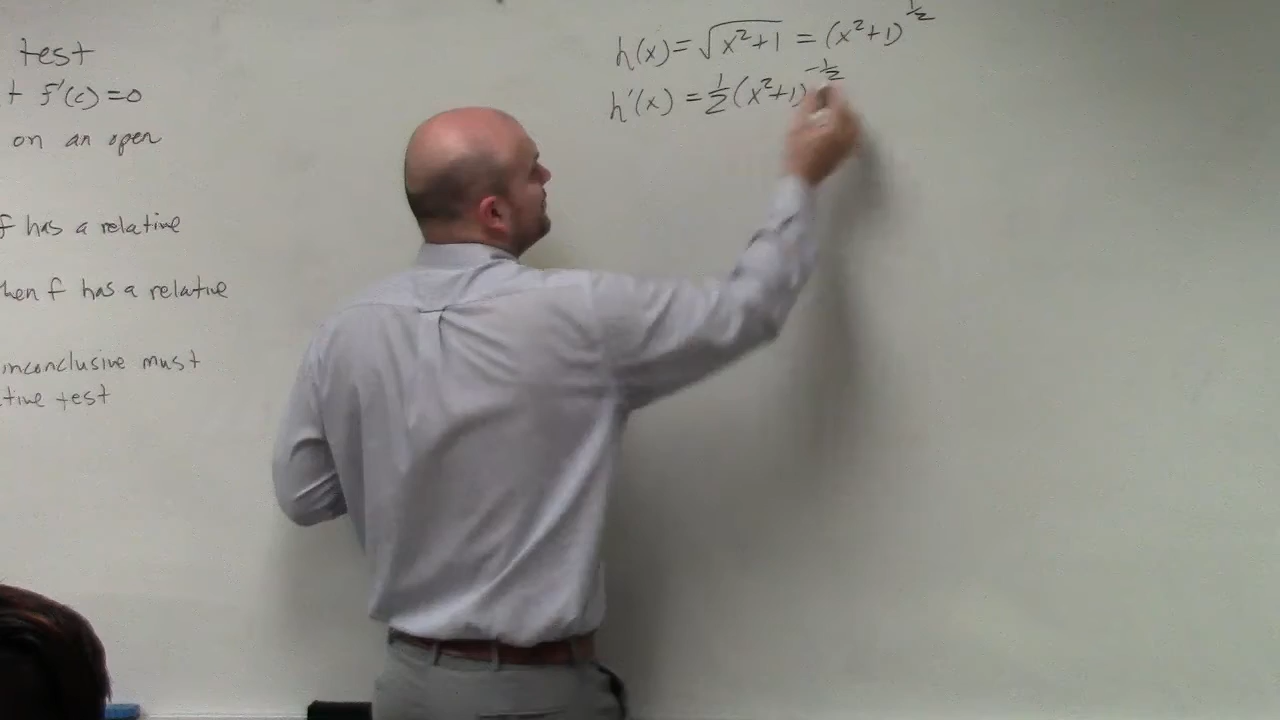 test
f'(c) = 0
on an open
f has a relative
hen f has a relative
inconclusive must
tive test
h(x) = √x²+1 = (x²+1)^½
h'(x) = ½(x²+1)^-½